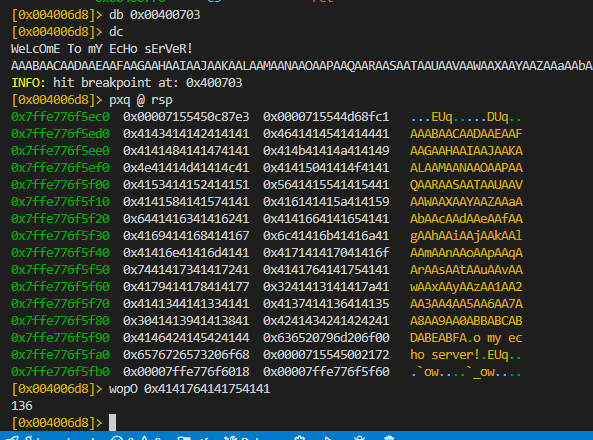 [0x004006d8]> db 0x00400703
[0x004006d8]> dc
WeLcOmE To mY EcHo sErVeR!
AAABAACAADAAEAAFAAGAAHAAIAAJAAKAALAAMAANAAOAAPAAQAARAASAATAAUAAVAAWAAXAAYAAZAAaAAbA
INFO: hit breakpoint at: 0x400703
[0x004006d8]> pxq @ rsp
0x7ffe776f5ec0 0x00007155450c87e3 0x0000715544d68fc1 ...EUq.....DUq..
0x7ffe776f5ed0 0x4143414142414141 0x4641414541414441 AAABAACAADAAEAAF
0x7ffe776f5ee0 0x4141484141474141 0x414b41414a414149 AAGAAHAAIAAJAAKA
0x7ffe776f5ef0 0x4e41414d41414c41 0x41415041414f4141 ALAAMAANAAOAAPAA
0x7ffe776f5f00 0x4153414152414151 0x5641415541415441 QAARAASAATAAUAAV
0x7ffe776f5f10 0x4141584141574141 0x416141415a414159 AAWAAXAAYAAZAAaA
0x7ffe776f5f20 0x6441416341416241 0x4141664141654141 AbAAcAAdAAeAAfAA
0x7ffe776f5f30 0x4169414168414167 0x6c41416b41416a41 gAAhAAiAAjAAkAAl
0x7ffe776f5f40 0x41416e41416d4141 0x417141417041416f AAmAAnAAoAApAAqA
0x7ffe776f5f50 0x7441417341417241 0x4141764141754141 ArAAsAAtAAuAAvAA
0x7ffe776f5f60 0x4179414178414177 0x3241413141417a41 wAAxAAyAAzAA1AA2
0x7ffe776f5f70 0x4141344141334141 0x4137414136414135 AA3AA4AA5AA6AA7A
0x7ffe776f5f80 0x3041413941413841 0x4241434241424241 A8AA9AA0ABBABCAB
0x7ffe776f5f90 0x4146424145424144 0x636520796d206f00 DABEABFA.o my ec
0x7ffe776f5fa0 0x6576726573206f68 0x0000715545002172 ho server!.EUq..
0x7ffe776f5fb0 0x00007ffe776f6018 0x00007ffe776f5f60 .`ow....`_ow....
[0x004006d8]> wopO 0x4141764141754141
136
[0x004006d8]>